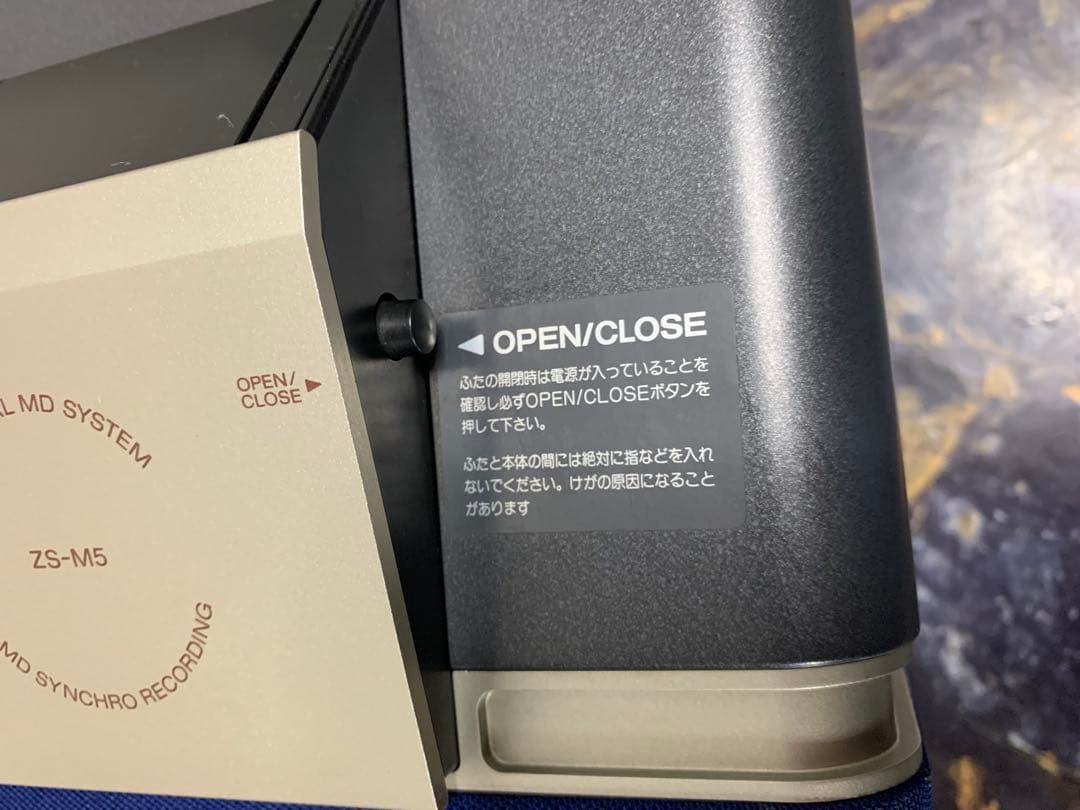 ◀ OPEN/CLOSE
ふたの開閉時は電源が入っていることを
確認し必ずOPEN/CLOSEボタンを
押して下さい。
ふたと本体の間には絶対に指などを入れ
ないでください。けがの原因になること
があります
OPEN/
CLOSE ▶
MD SYSTEM
ZS-M5
MD SYNCHRO RECORDING